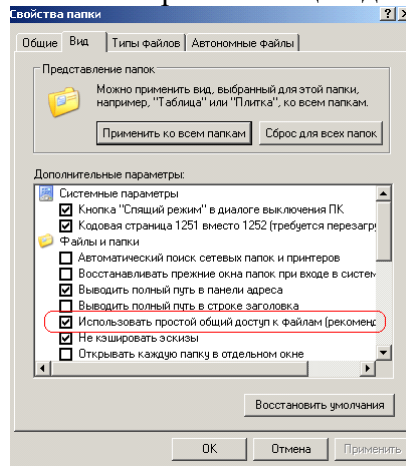 Свойства папки
Общие Вид Типы файлов Автономные файлы
Представление папок
Можно применить вид, выбранный для этой папки,
например, "Таблица" или "Плитка", ко всем папкам.
Применить ко всем папкам Сброс для всех папок
Дополнительные параметры:
Системные параметры
Кнопка "Спящий режим" в диалоге выключения ПК
Кодовая страница 1251 вместо 1252 (требуется перезагру
Файлы и папки
Автоматический поиск сетевых папок и принтеров
Восстанавливать прежние окна папок при входе в систем
Выводить полный путь в панели адреса
Выводить полный путь в строке заголовка
Использовать простой общий доступ к файлам (рекоменд
Не кэшировать эскизы
Открывать каждую папку в отдельном окне
Восстановить умолчания
OK Отмена Применить